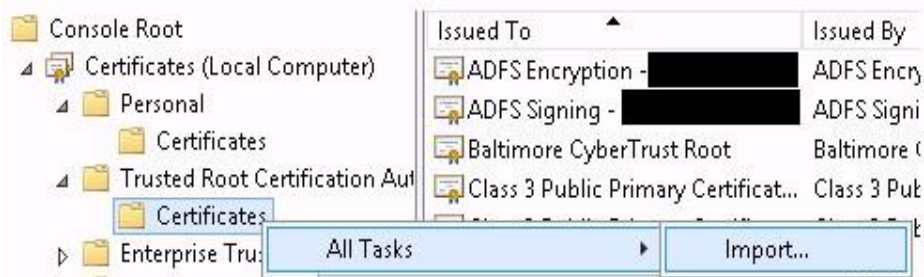 Console Root
Issued To
Issued By
Certificates (Local Computer)
ADFS Encryption -
ADFS Encry
Personal
ADFS Signing -
ADFS Signi
Certificates
Baltimore CyberTrust Root
Baltimore
Trusted Root Certification Aut
Class 3 Public Primary Certificat...
Class 3 Pub
Certificates
All Tasks
Import...
Enterprise Tru